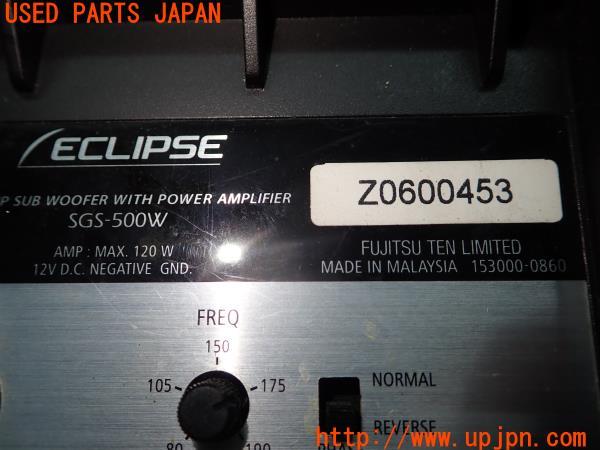 USED PARTS JAPAN
ECLIPSE
SUB WOOFER WITH POWER AMPLIFIER
SGS-500W
Z0600453
AMP : MAX. 120 W
12V D.C. NEGATIVE GND.
FUJITSU TEN LIMITED
MADE IN MALAYSIA 153000-0860
FREQ
150
105
175
NORMAL
REVERSE
http://www.upjpn.com/